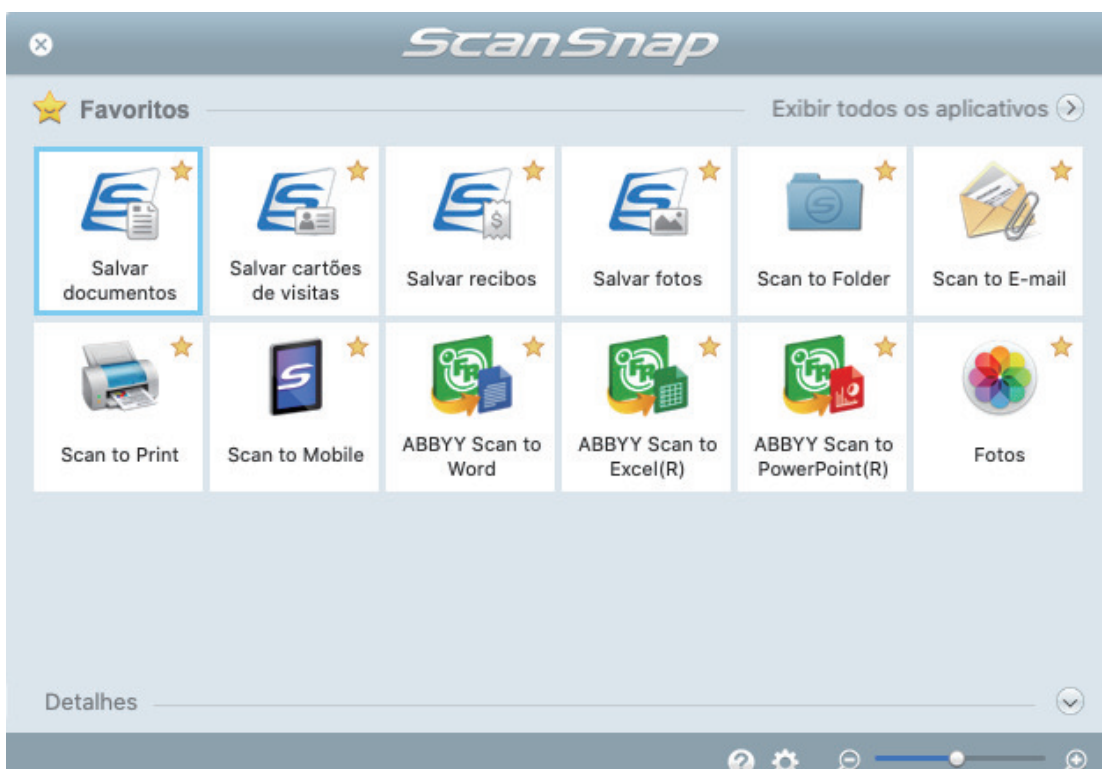 ScanSnap
Favoritos
Exibir todos os aplicativos
Salvar
documentos
Salvar cartões
de visitas
Salvar recibos
Salvar fotos
Scan to Folder
Scan to E-mail
Scan to Print
Scan to Mobile
ABBYY Scan to
Word
ABBYY Scan to
Excel(R)
ABBYY Scan to
PowerPoint(R)
Fotos
Detalhes